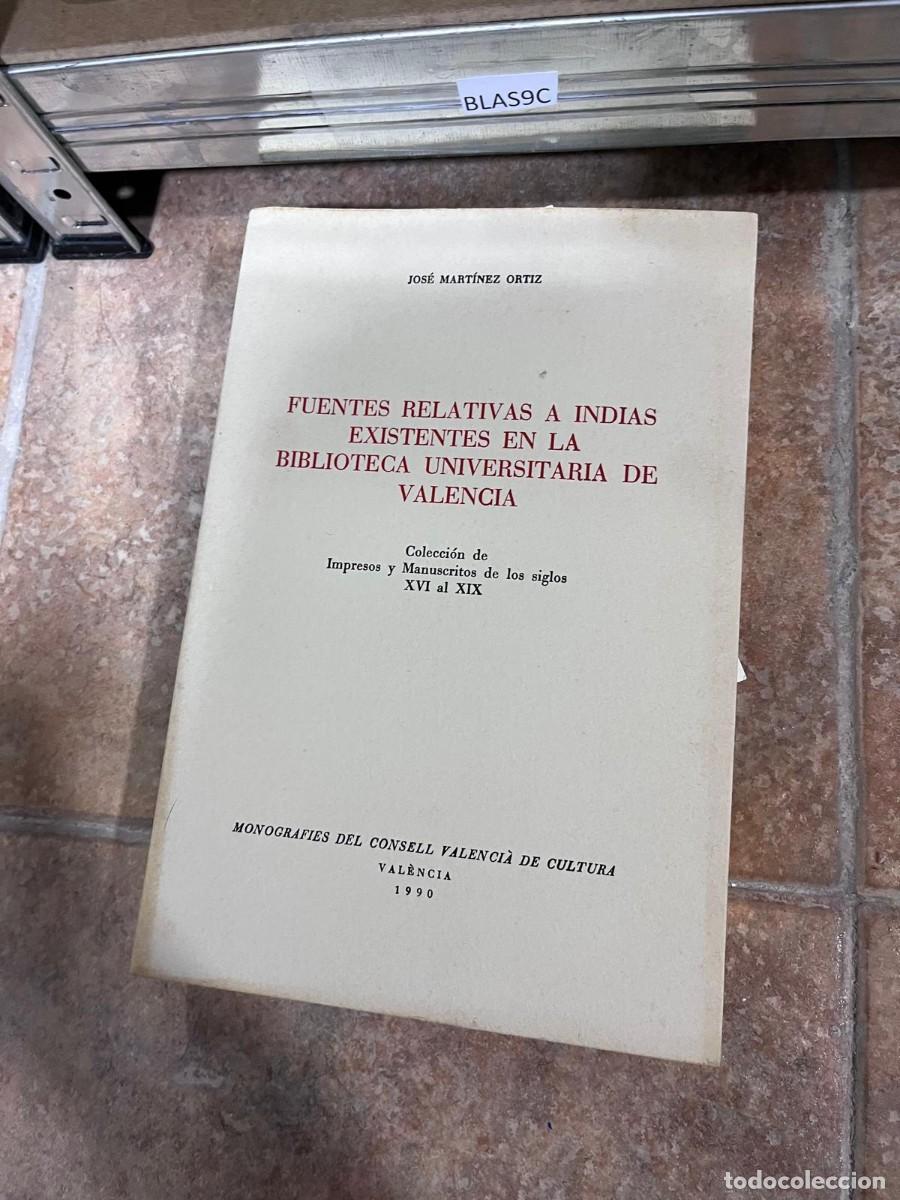 BLAS9C
JOSÉ MARTÍNEZ ORTIZ
FUENTES RELATIVAS A INDIAS
EXISTENTES EN LA
BIBLIOTECA UNIVERSITARIA DE
VALENCIA
Colección de
Impresos y Manuscritos de los siglos
XVI al XIX
MONOGRAFIES DEL CONSELL VALENCIÀ DE CULTURA
VALÈNCIA
1990
todocoleccion